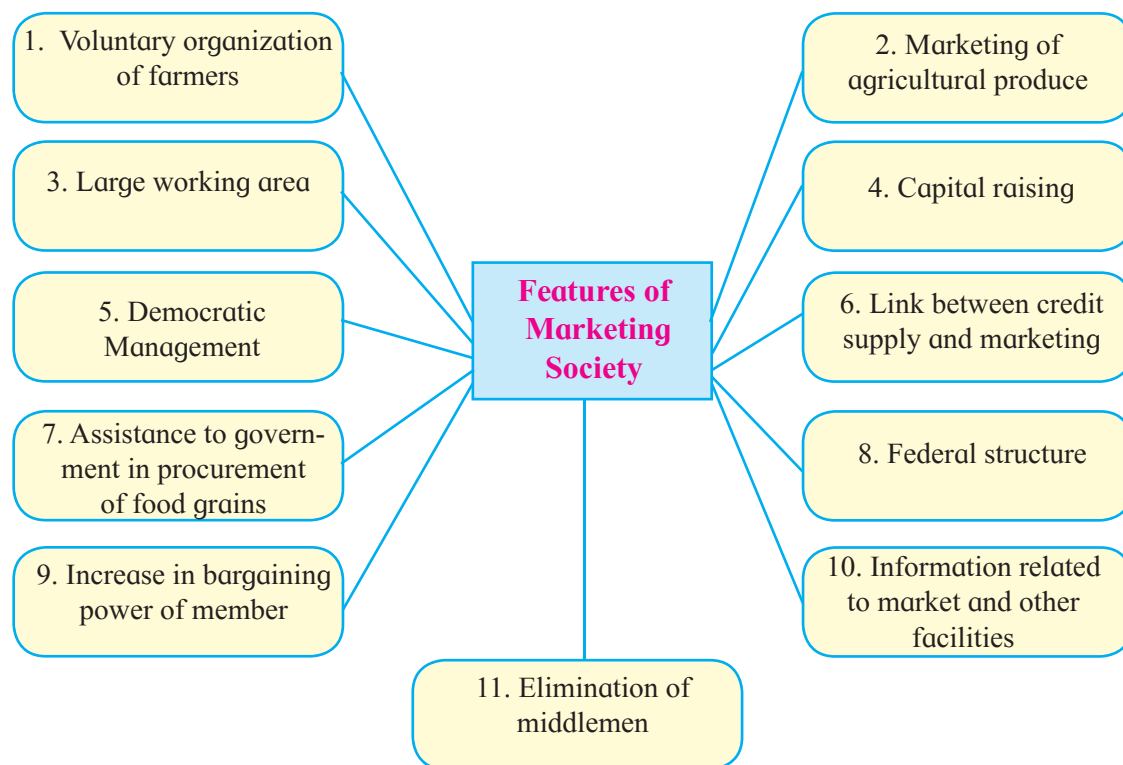 1. Voluntary organization
of farmers
2. Marketing of
agricultural produce
3. Large working area
4. Capital raising
Features of
Marketing
Society
5. Democratic
Management
6. Link between credit
supply and marketing
7. Assistance to govern-
ment in procurement
of food grains
8. Federal structure
9. Increase in bargaining
power of member
10. Information related
to market and other
facilities
11. Elimination of
middlemen